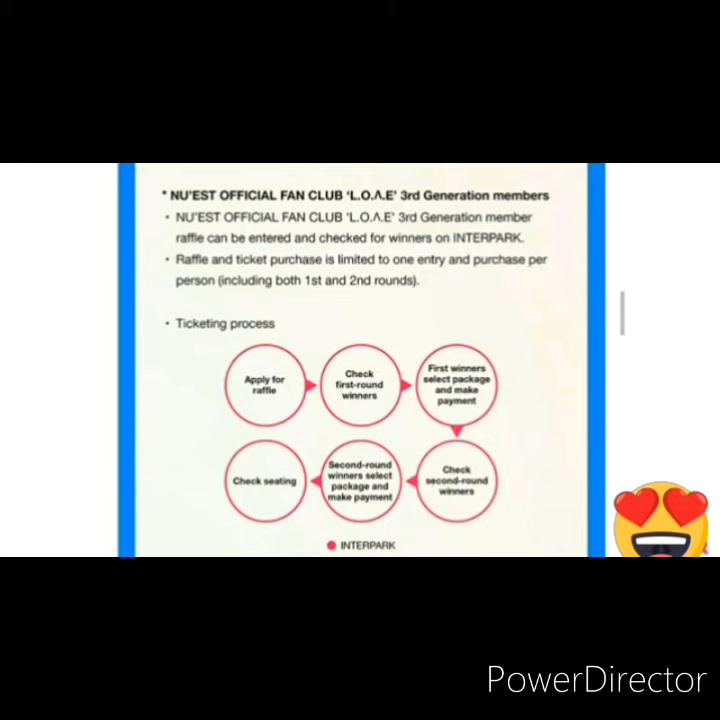 * NU'EST OFFICIAL FAN CLUB 'L.O.Λ.E' 3rd Generation members
• NU'EST OFFICIAL FAN CLUB 'L.O.Λ.E' 3rd Generation member
raffle can be entered and checked for winners on INTERPARK.
• Raffle and ticket purchase is limited to one entry and purchase per
person (including both 1st and 2nd rounds).
• Ticketing process
Apply for
raffle
Check
first-round
winners
First winners
select package
and make
payment
Check
second-round
winners
Second-round
winners select
package and
make payment
Check seating
INTERPARK
PowerDirector